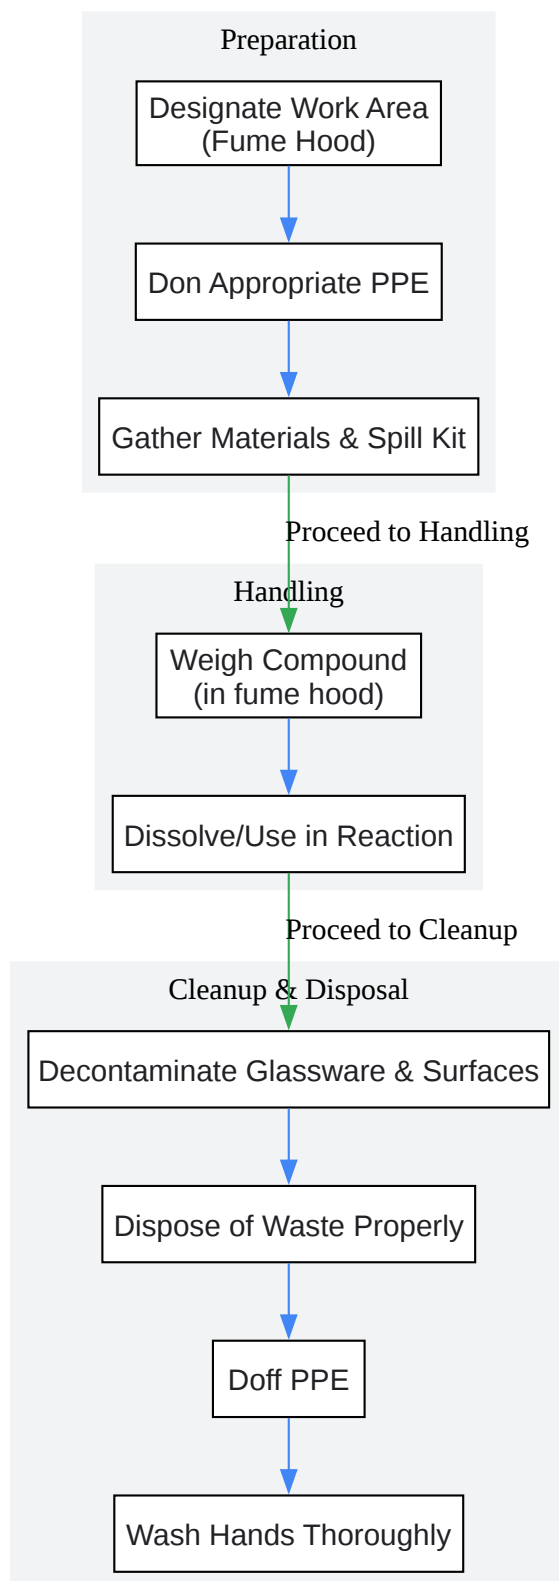 Preparation
Designate Work Area
(Fume Hood)
Don Appropriate PPE
Gather Materials & Spill Kit
Proceed to Handling
Handling
Weigh Compound
(in fume hood)
Dissolve/Use in Reaction
Proceed to Cleanup
Cleanup & Disposal
Decontaminate Glassware & Surfaces
Dispose of Waste Properly
Doff PPE
Wash Hands Thoroughly